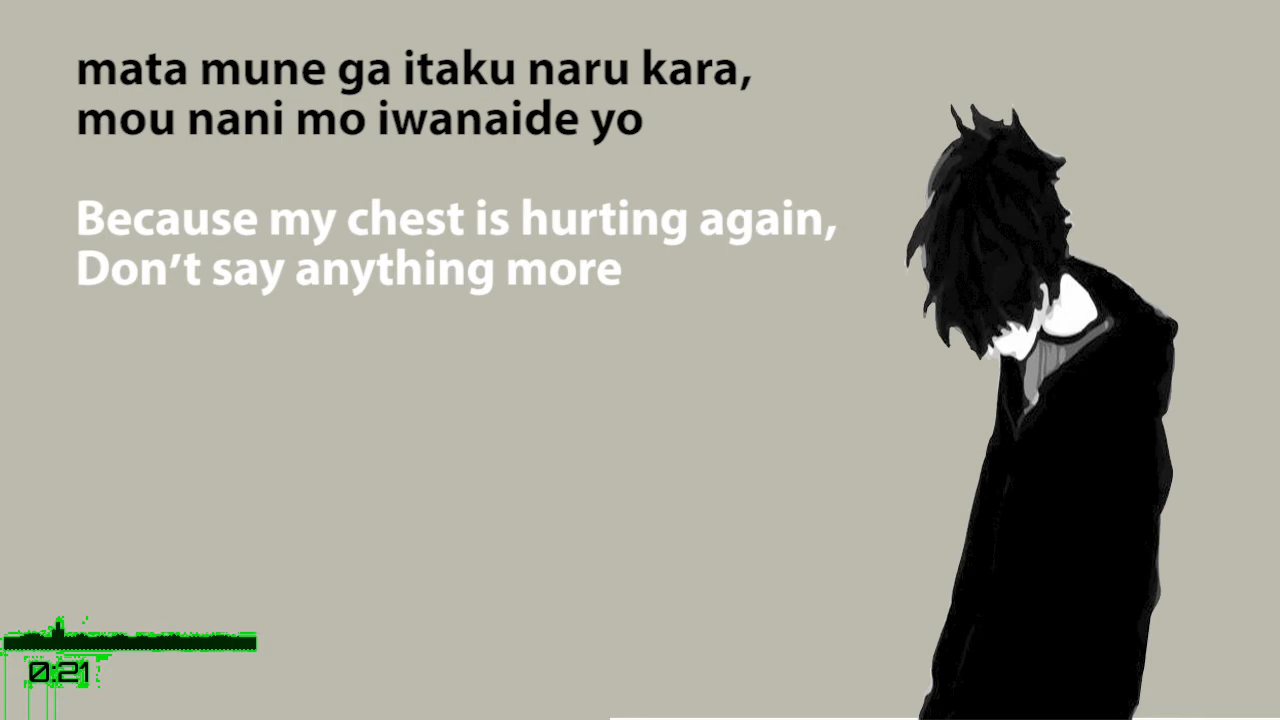 mata mune ga itaku naru kara,
mou nani mo iwanaide yo
Because my chest is hurting again,
Don’t say anything more
0:21